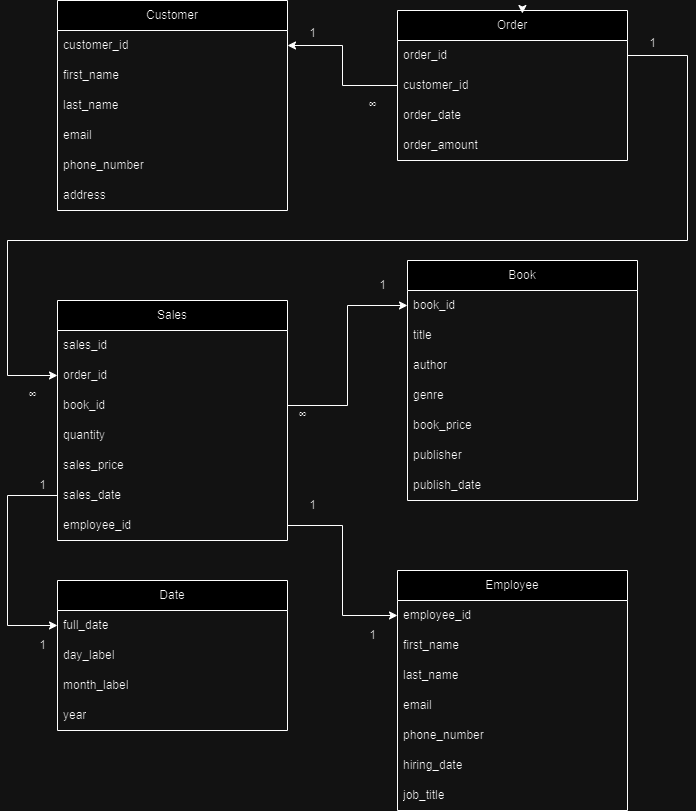 Customer
customer_id
first_name
last_name
email
phone_number
address
1
∞
Order
order_id
customer_id
order_date
order_amount
1
Sales
sales_id
order_id
book_id
quantity
sales_price
sales_date
employee_id
∞
1
∞
1
Book
book_id
title
author
genre
book_price
publisher
publish_date
1
1
Date
full_date
day_label
month_label
year
1
Employee
employee_id
first_name
last_name
email
phone_number
hiring_date
job_title